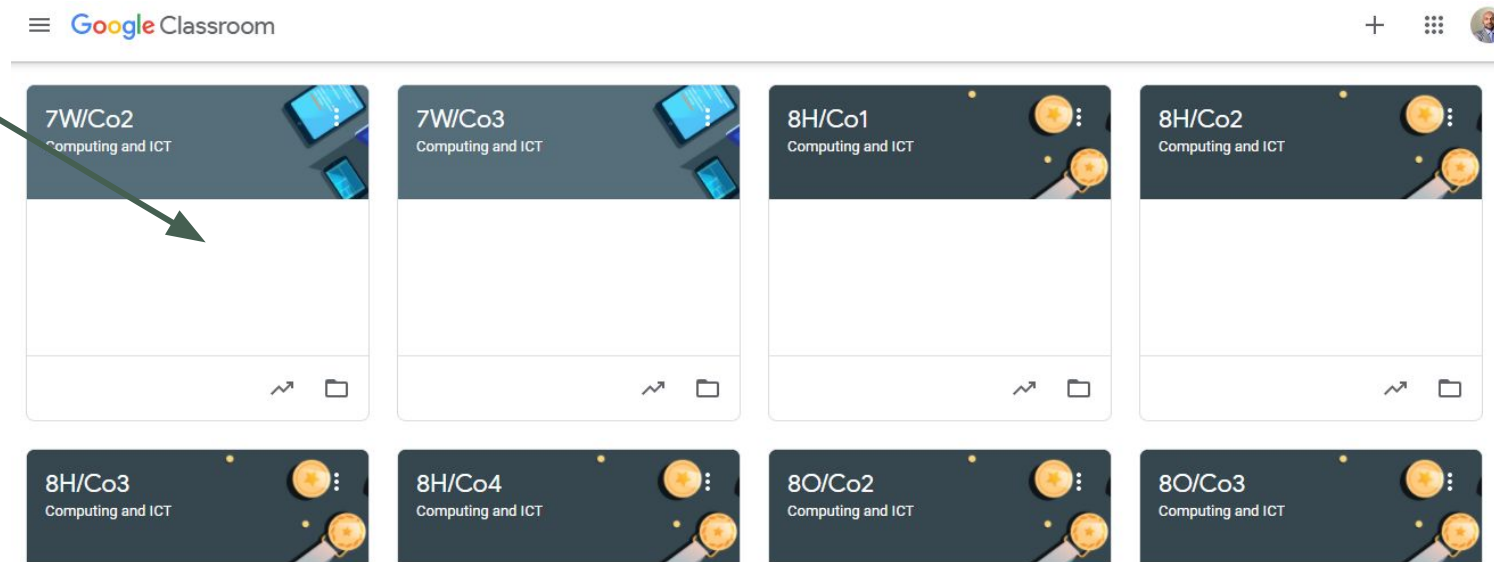 Google Classroom
7W/Co2
Computing and ICT
7W/Co3
Computing and ICT
8H/Co1
Computing and ICT
8H/Co2
Computing and ICT
8H/Co3
Computing and ICT
8H/Co4
Computing and ICT
8O/Co2
Computing and ICT
8O/Co3
Computing and ICT